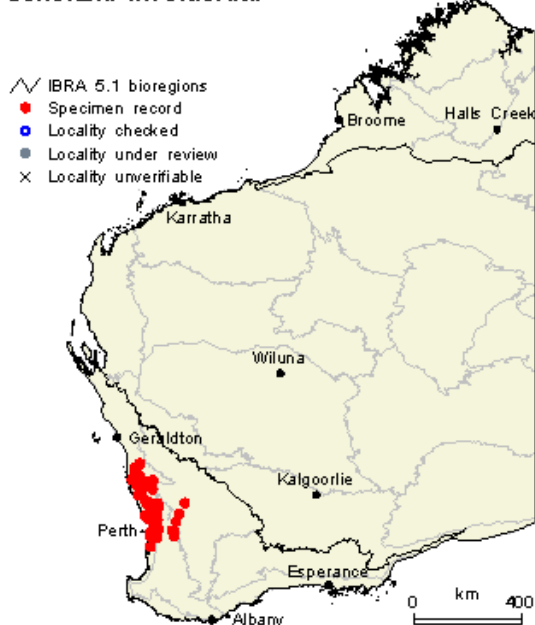 IBRA 5.1 bioregions
Specimen record
Locality checked
Locality under review
Locality unverifiable
Broome
Halls Creek
Karratha
Wiluna
Geraldton
Kalgoorlie
Perth
Esperance
Albany
km
0 400